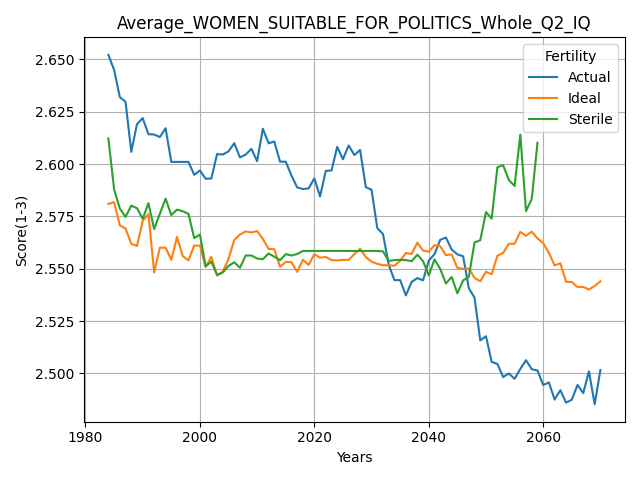 Average_WOMEN_SUITABLE_FOR_POLITICS_Whole_Q2_IQ
Fertility
Actual
Ideal
Sterile
Score(1-3)
2.650
2.625
2.600
2.575
2.550
2.525
2.500
1980
2000
2020
2040
2060
Years